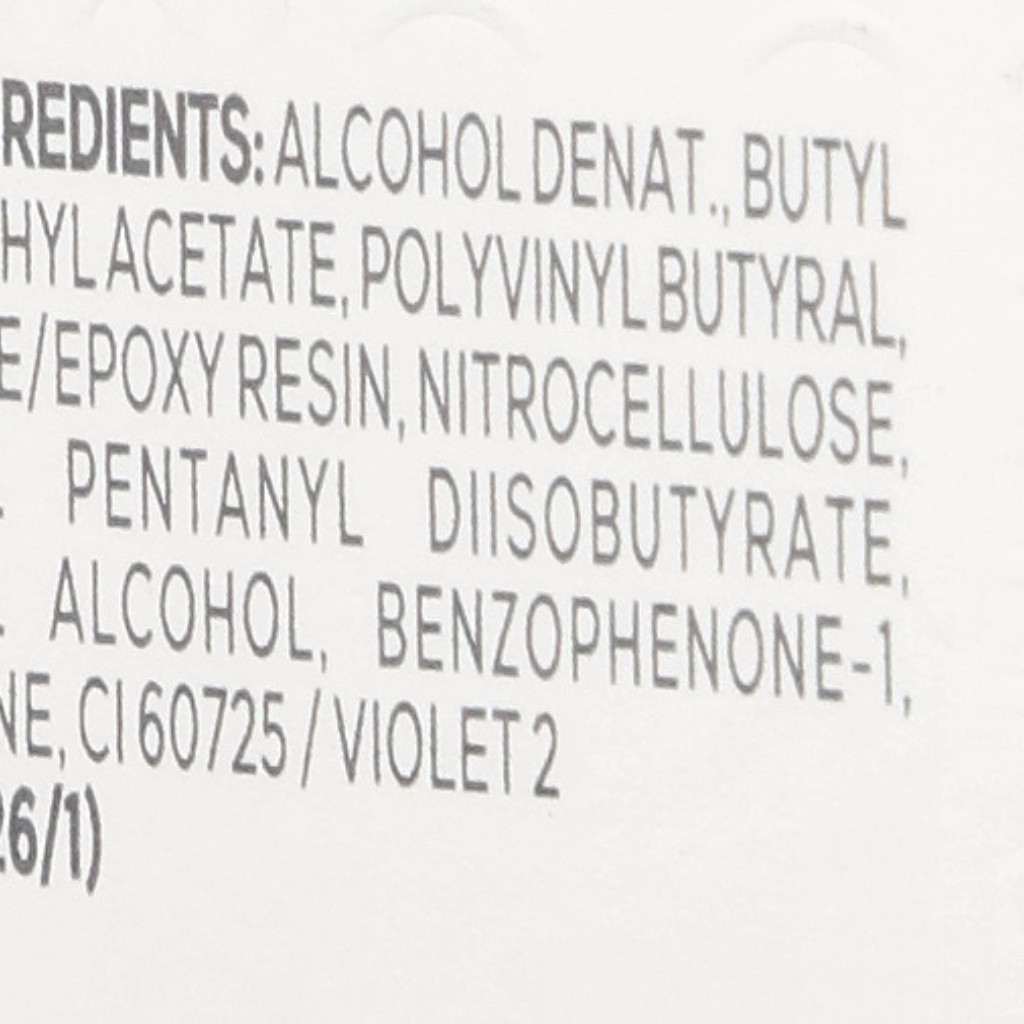 REDIENTS: ALCOHOL DENAT., BUTYL
HYL ACETATE, POLYVINYL BUTYRAL,
E/EPOXY RESIN, NITROCELLULOSE,
PENTANYL DIISOBUTYRATE,
ALCOHOL, BENZOPHENONE-1,
NE, CI 60725 / VIOLET 2
26/1)